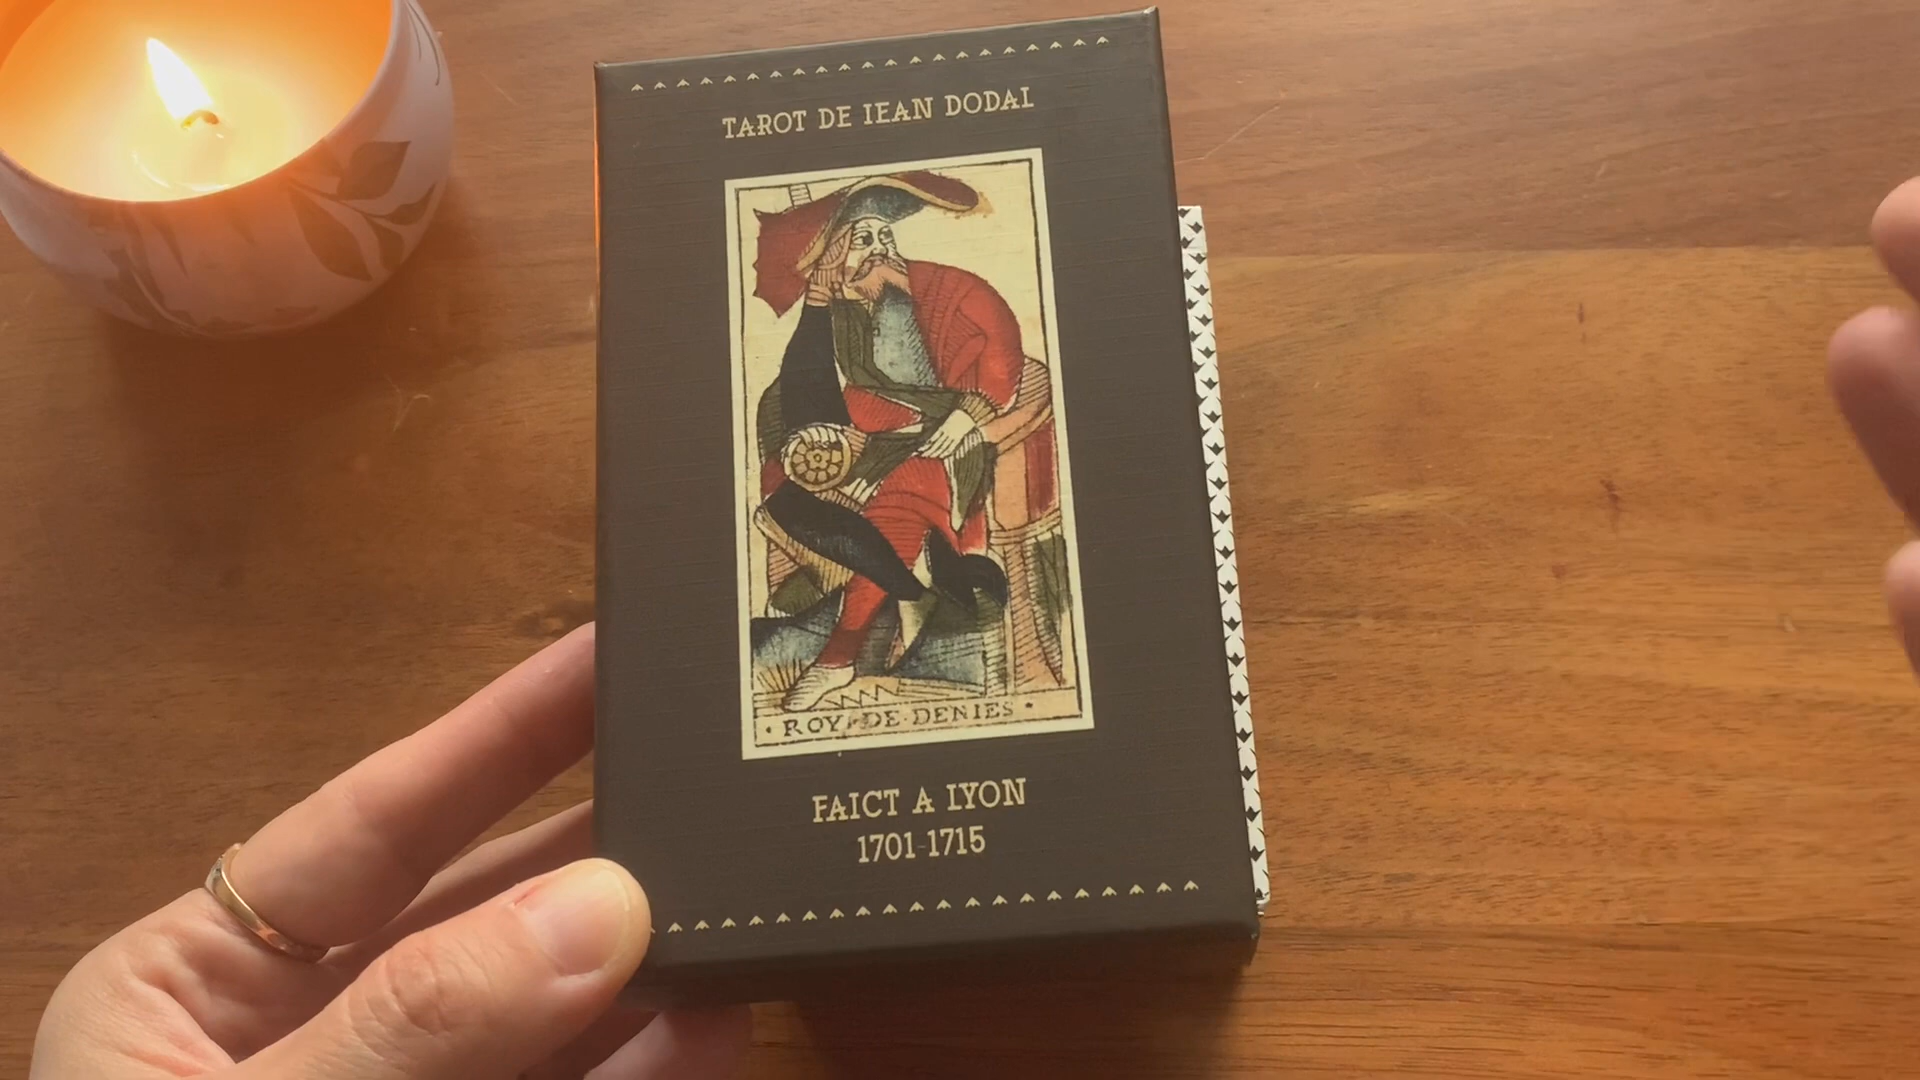 TAROT DE IEAN DODAL
· ROY · DE · DENIES ·
FAICT A LYON
1701-1715